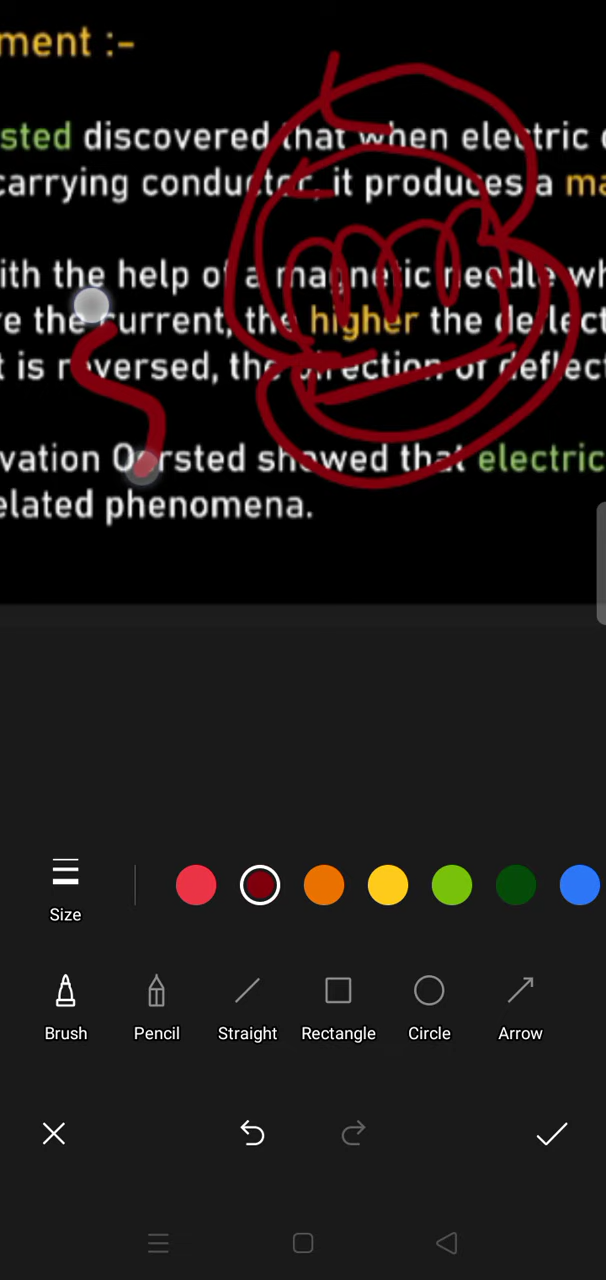 ment :-
sted discovered that when electric
carrying conductor, it produces a ma
ith the help of a magnetic needle wh
e the current, the higher the deflect
t is reversed, the direction of deflect
vation Oersted showed that electric
elated phenomena.
Size
Brush Pencil Straight Rectangle Circle Arrow